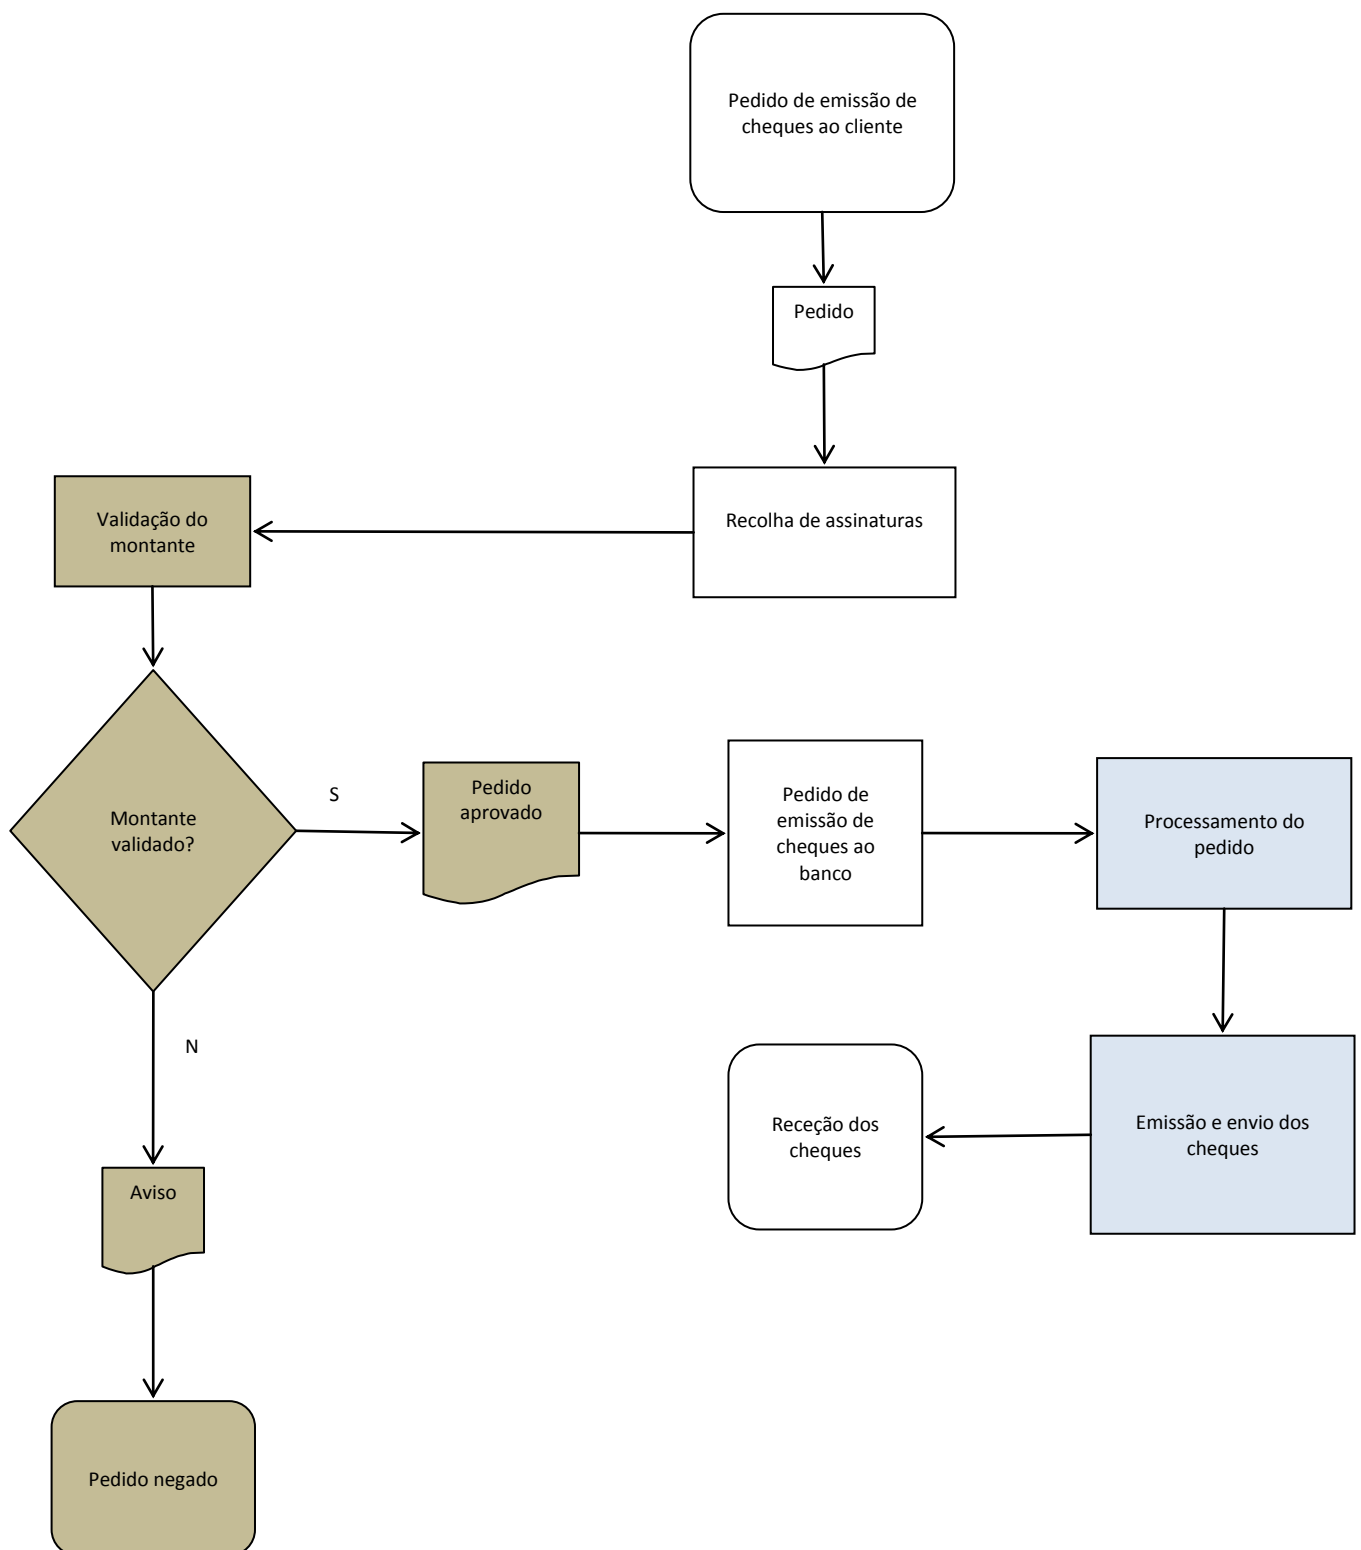 Pedido de emissão de
cheques ao cliente
Pedido
Recolha de assinaturas
Validação do
montante
Montante
validado?
S
Pedido
aprovado
Pedido de
emissão de
cheques ao
banco
Processamento do
pedido
N
Emissão e envio dos
cheques
Receção dos
cheques
Aviso
Pedido negado